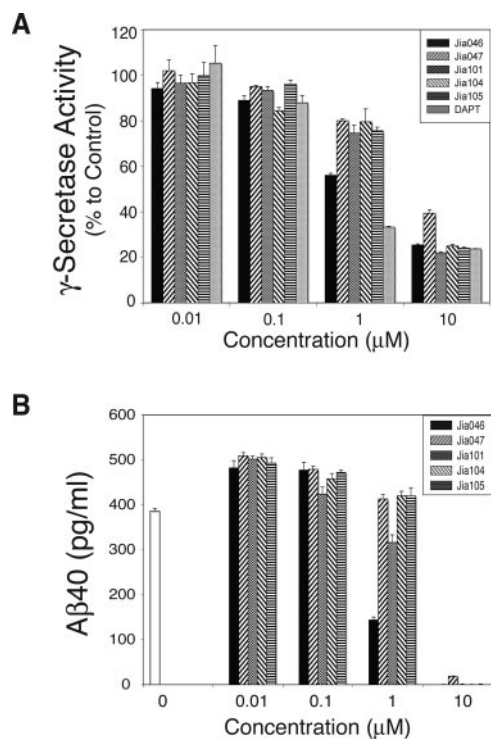 A
γ-Secretase Activity
(% to Control)
120
100
80
60
40
20
0
0.01
0.1
1
10
Concentration (μM)
Jia046
Jia047
Jia101
Jia104
Jia105
DAPT
B
Aβ40 (pg/ml)
600
500
400
300
200
100
0
0
0.01
0.1
1
10
Concentration (μM)
Jia046
Jia047
Jia101
Jia104
Jia105